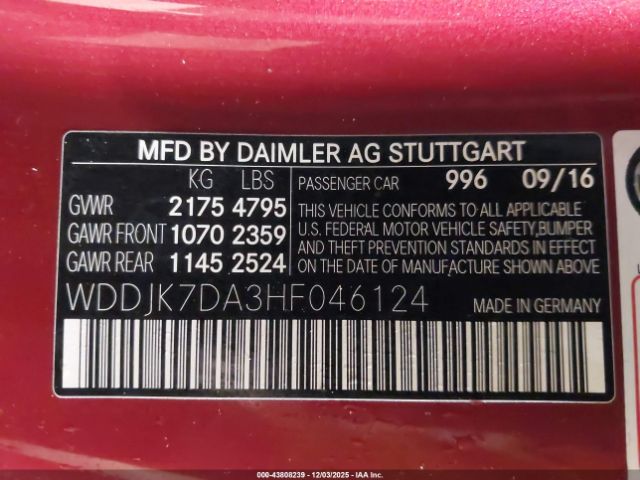 MFD BY DAIMLER AG STUTTGART
KG LBS
GVWR 2175 4795
GAWR FRONT 1070 2359
GAWR REAR 1145 2524
PASSENGER CAR 996 09/16
THIS VEHICLE CONFORMS TO ALL APPLICABLE
U.S. FEDERAL MOTOR VEHICLE SAFETY,BUMPER
AND THEFT PREVENTION STANDARDS IN EFFECT
ON THE DATE OF MANUFACTURE SHOWN ABOVE.
WDDJK7DA3HF046124 MADE IN GERMANY
000-43808239 - 12/03/2025 - IAA Inc.